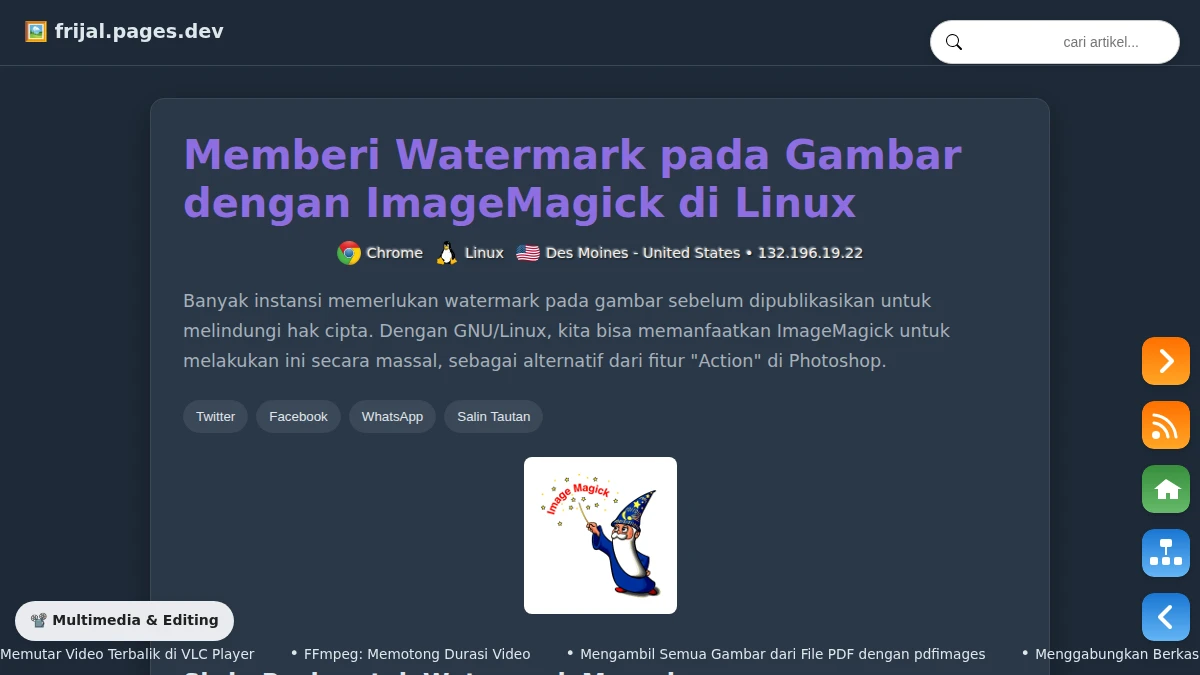 frijal.pages.dev
cari artikel...
Memberi Watermark pada Gambar
dengan ImageMagick di Linux
Chrome Linux Des Moines - United States • 132.196.19.22
Banyak instansi memerlukan watermark pada gambar sebelum dipublikasikan untuk
melindungi hak cipta. Dengan GNU/Linux, kita bisa memanfaatkan ImageMagick untuk
melakukan ini secara massal, sebagai alternatif dari fitur "Action" di Photoshop.
Twitter Facebook WhatsApp Salin Tautan
Image Magick
Multimedia & Editing
Memutar Video Terbalik di VLC Player • FFmpeg: Memotong Durasi Video • Mengambil Semua Gambar dari File PDF dengan pdfimages • Menggabungkan Berkas